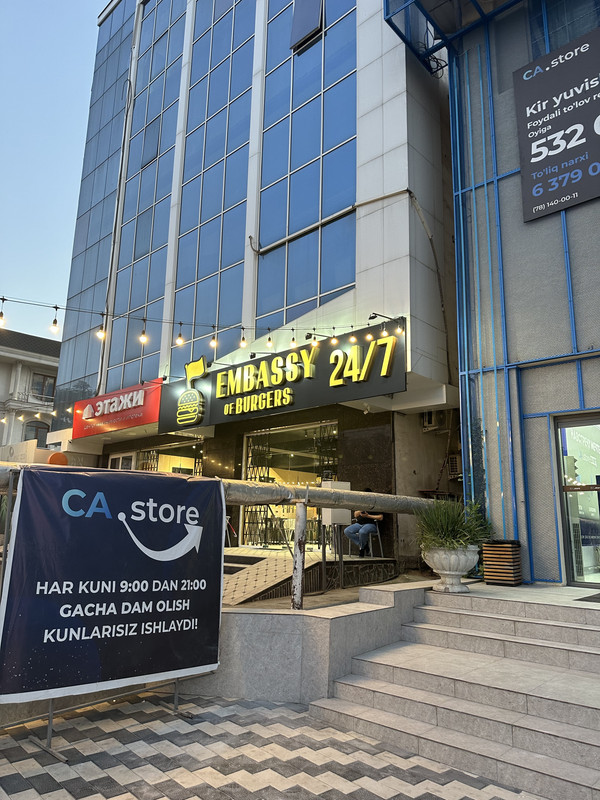 CA.store
Kir yuvis
Foydali to'lov
Oyiga
532
To'liq narxi
6 379 0
(78) 140-00-11
EMBASSY 24/7
OF BURGERS
ЭТАЖИ
CA.store
HAR KUNI 9:00 DAN 21:00
GACHA DAM OLISH
KUNLARISIZ ISHLAYDI!